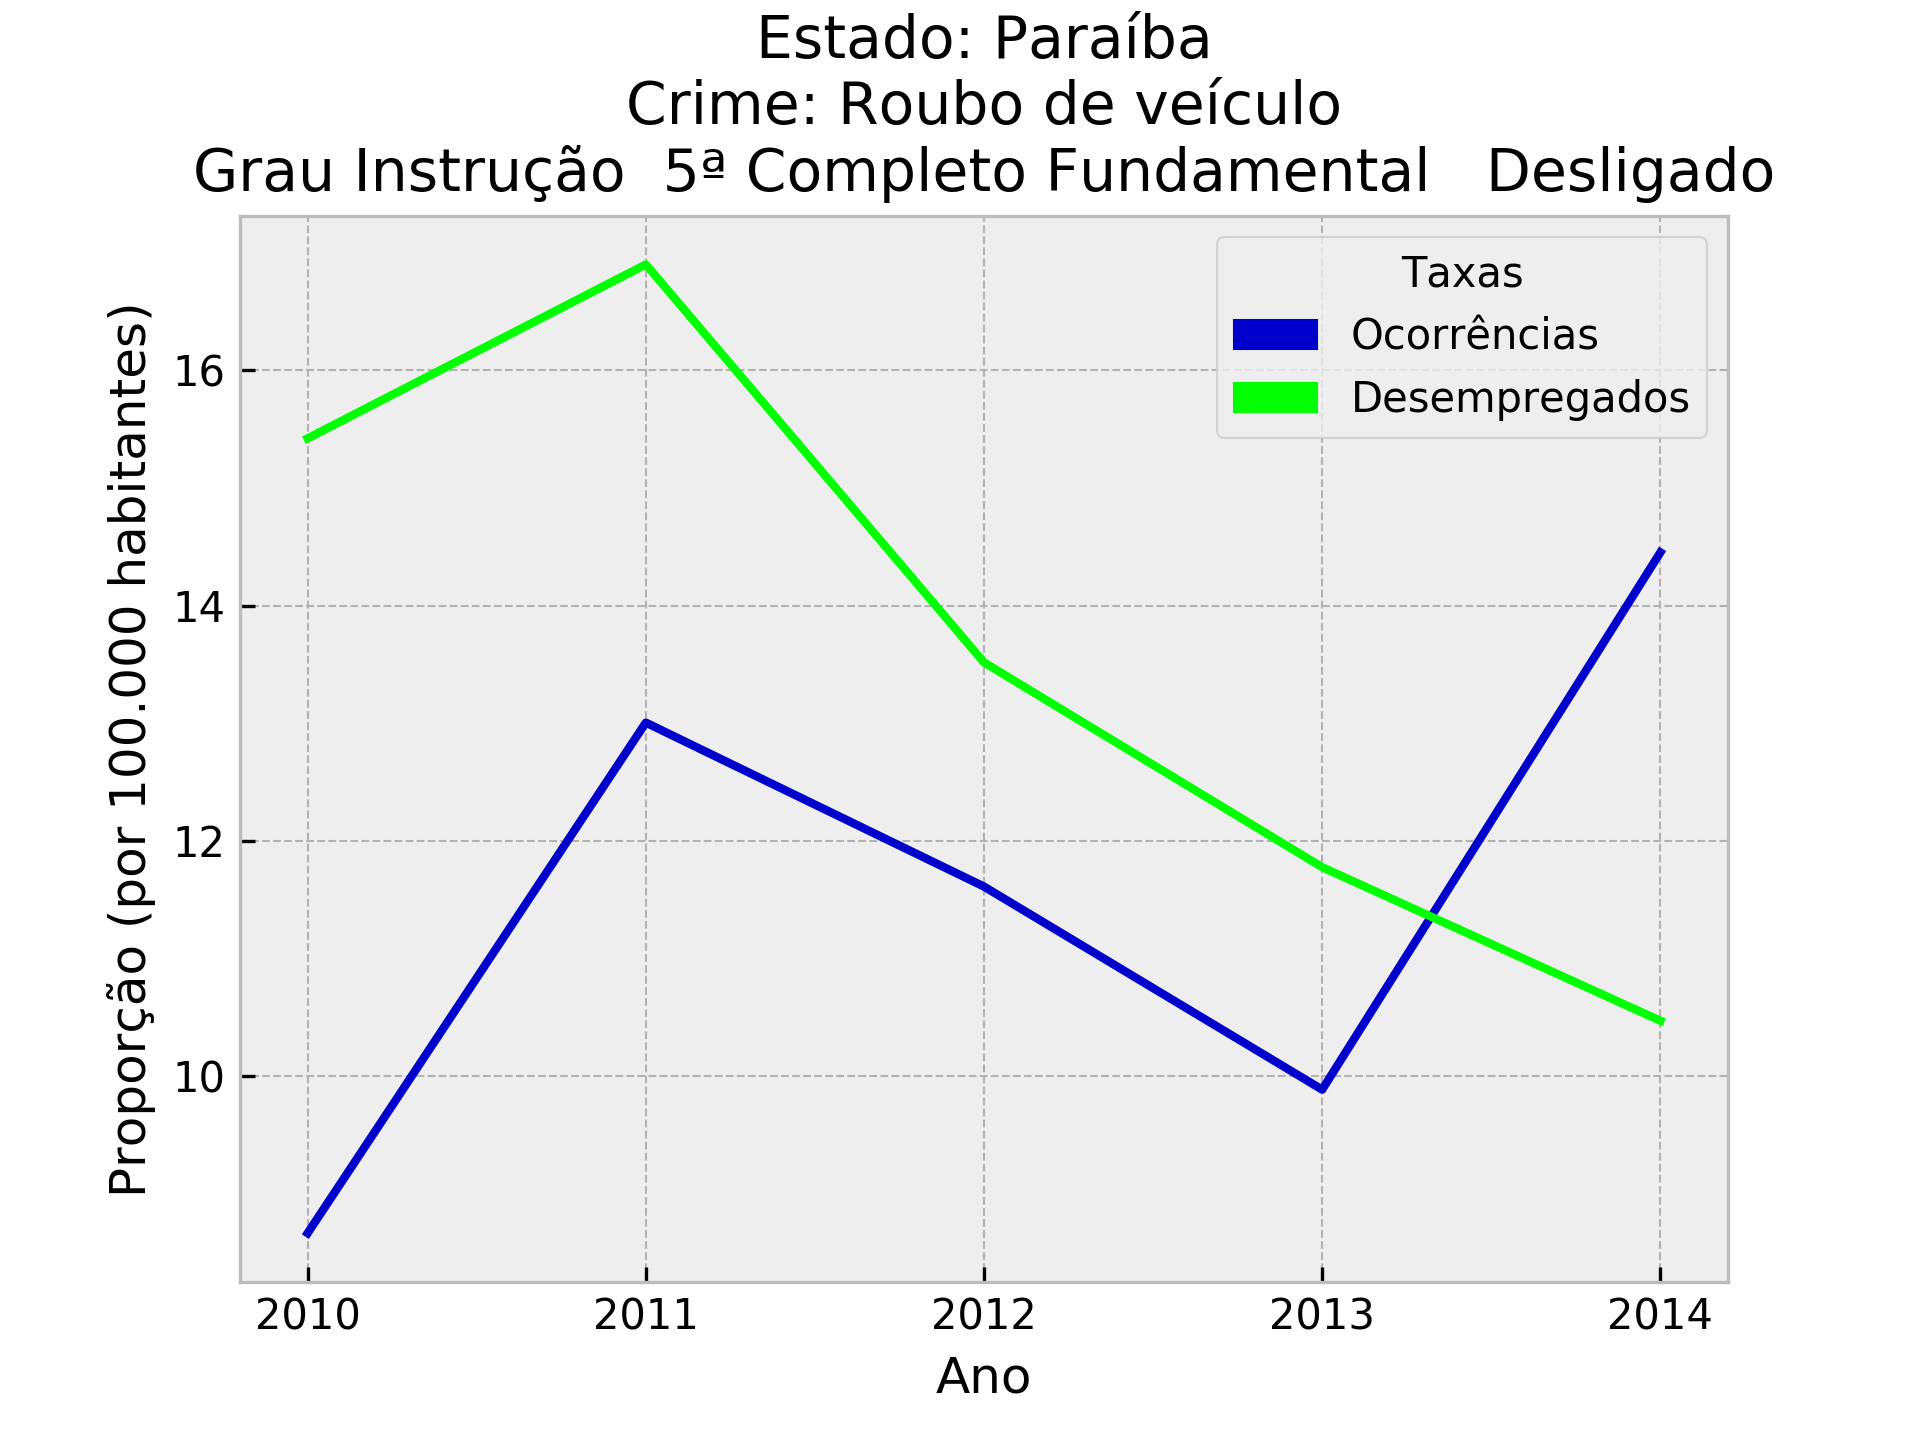 Estado: Paraíba
Crime: Roubo de veículo
Grau Instrução  5ª Completo Fundamental   Desligado
Taxas
Ocorrências
Desempregados
Proporção (por 100.000 habitantes)
16
14
12
10
2010 2011 2012 2013 2014
Ano